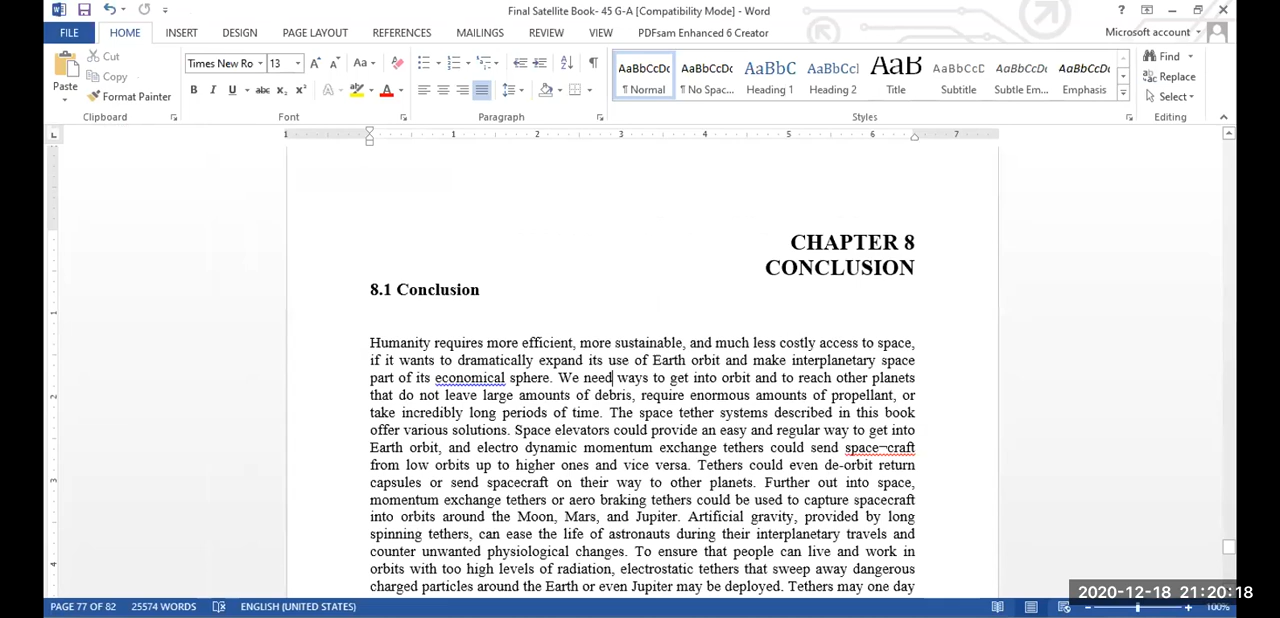 Final Satellite Book- 45 G-A [Compatibility Mode] - Word
FILE HOME INSERT DESIGN PAGE LAYOUT REFERENCES MAILINGS REVIEW VIEW PDFsam Enhanced 6 Creator Microsoft account
Paste Cut Copy Format Painter
Clipboard
Times New Ro 13
Font
Paragraph
AaBbCcDc AaBbCcDc AaBbC AaBbCcI AaB AaBbCcD AaBbCcDc AaBbCcDc
¶ Normal ¶ No Spac... Heading 1 Heading 2 Title Subtitle Subtle Em... Emphasis
Styles
Find
Replace
Select
Editing
1 1 2 3 4 5 6 7
CHAPTER 8
CONCLUSION
8.1 Conclusion
Humanity requires more efficient, more sustainable, and much less costly access to space,
if it wants to dramatically expand its use of Earth orbit and make interplanetary space
part of its economical sphere. We need ways to get into orbit and to reach other planets
that do not leave large amounts of debris, require enormous amounts of propellant, or
take incredibly long periods of time. The space tether systems described in this book
offer various solutions. Space elevators could provide an easy and regular way to get into
Earth orbit, and electro dynamic momentum exchange tethers could send space¬craft
from low orbits up to higher ones and vice versa. Tethers could even de-orbit return
capsules or send spacecraft on their way to other planets. Further out into space,
momentum exchange tethers or aero braking tethers could be used to capture spacecraft
into orbits around the Moon, Mars, and Jupiter. Artificial gravity, provided by long
spinning tethers, can ease the life of astronauts during their interplanetary travels and
counter unwanted physiological changes. To ensure that people can live and work in
orbits with too high levels of radiation, electrostatic tethers that sweep away dangerous
charged particles around the Earth or even Jupiter may be deployed. Tethers may one day
PAGE 77 OF 82 25574 WORDS ENGLISH (UNITED STATES) 100%
2020-12-18 21:20:18